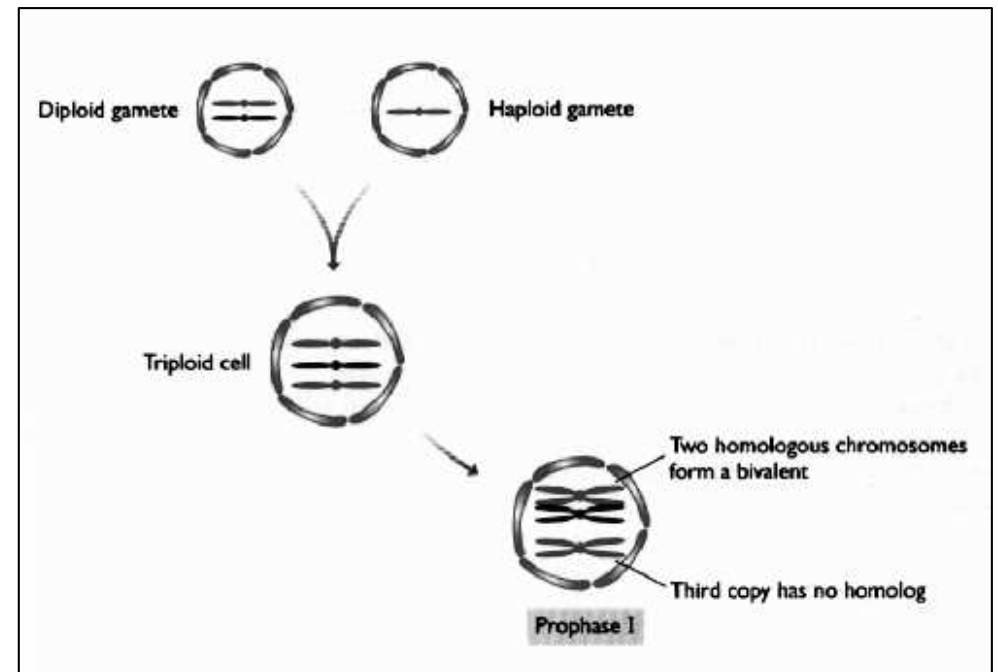 Diploid gamete
Haploid gamete
Triploid cell
Two homologous chromosomes
form a bivalent
Third copy has no homolog
Prophase I